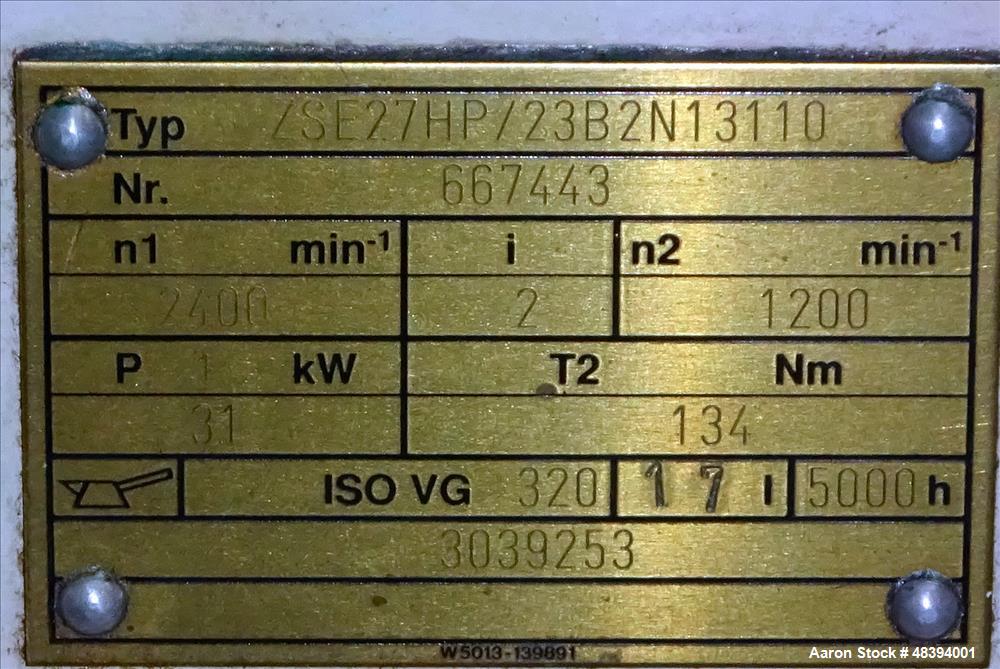 Typ ZSE27HP/23B2N13110
Nr. 667443
n1 min-1 i n2 min-1
2400 2 1200
P 1 kW T2 Nm
31 134
ISO VG 320 17 l 5000 h
3039253
W5013-139891
Aaron Stock # 48394001